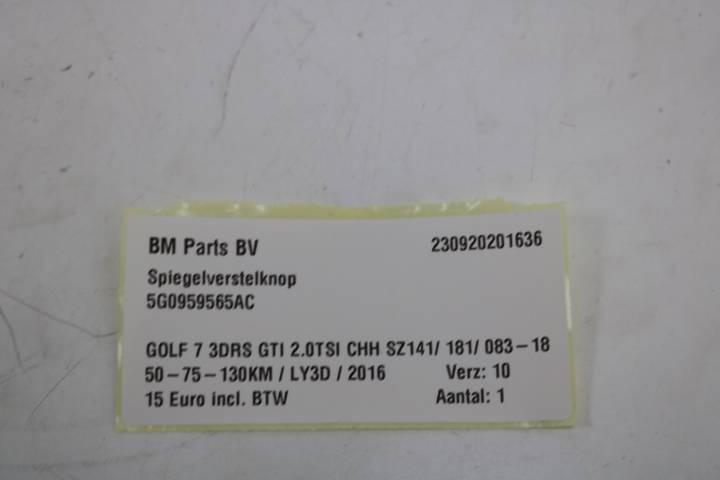 BM Parts BV 230920201636
Spiegelverstelknop
5G0959565AC
GOLF 7 3DRS GTI 2.0TSI CHH SZ141/ 181/ 083-18
50-75-130KM / LY3D / 2016 Verz: 10
15 Euro incl. BTW Aantal: 1